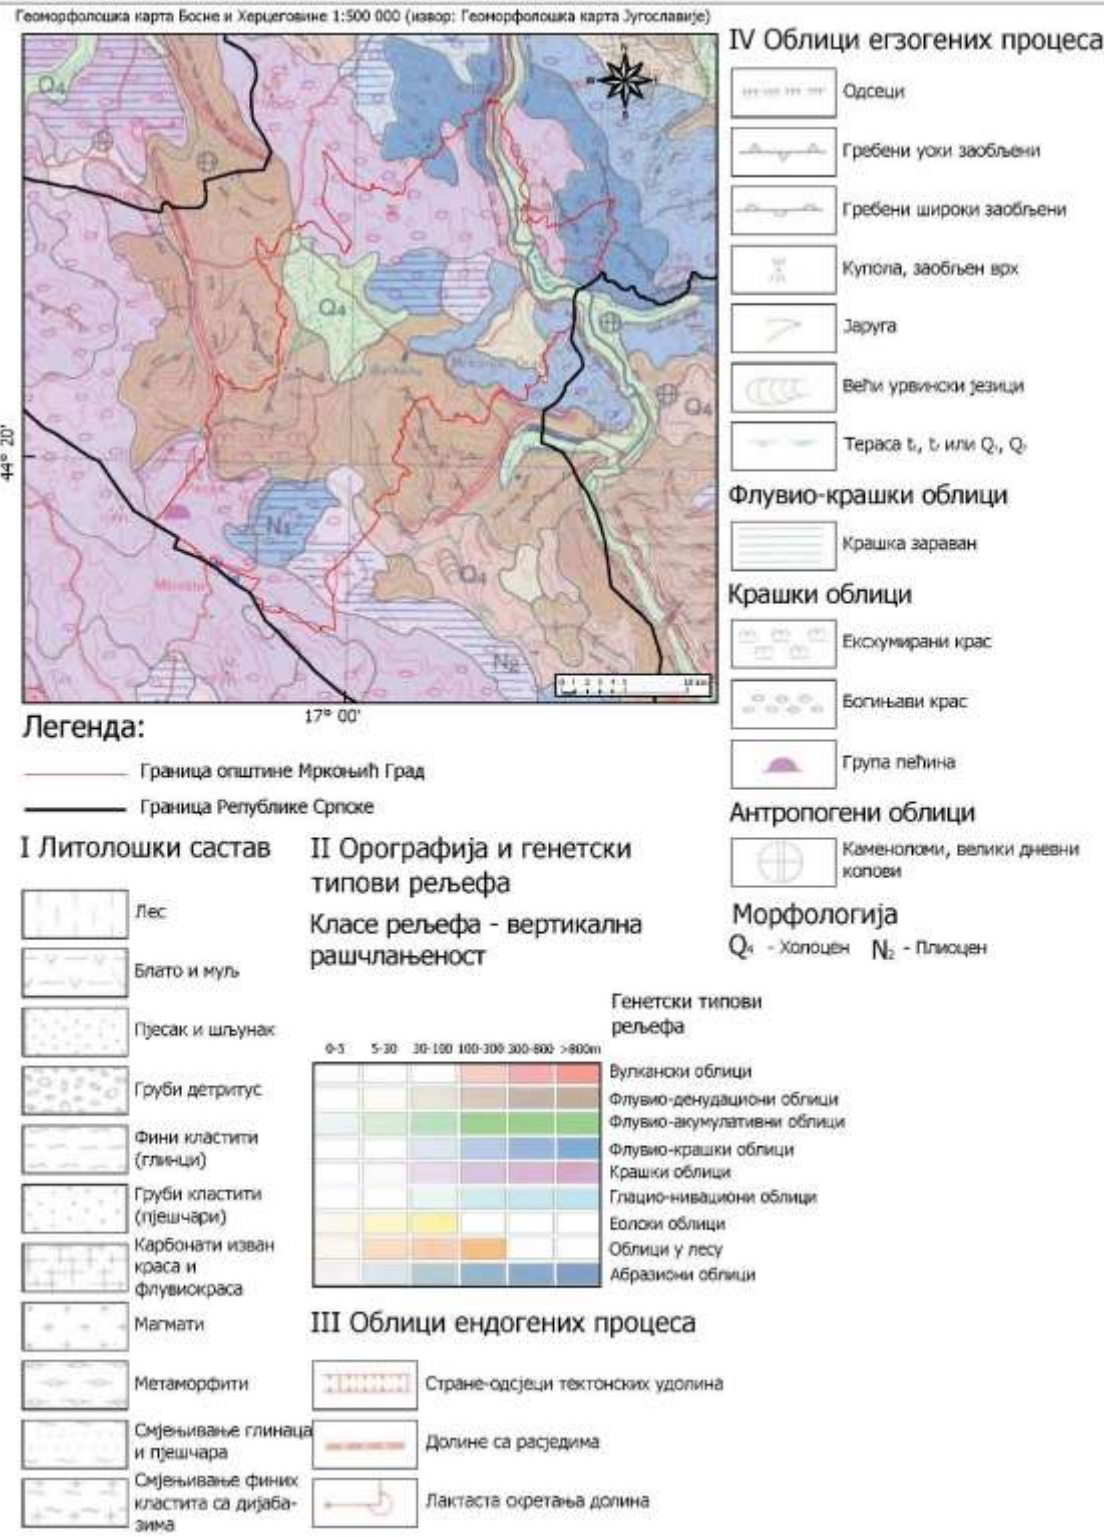 Геоморфолошка карта Босне и Херцеговине 1:500 000 (извор: Геоморфолошка карта Југославије)
Q4
Q4
Q4
N1
Q4
N2
44° 20'
17° 00'
Легенда:
Граница општине Мркоњић Град
Граница Републике Српске
I Литолошки састав
Лес
Блато и муљ
Пјесак и шљунак
Груби детритус
Фини кластити
(глинци)
Груби кластити
(пјешчари)
Карбонати изван
краса и
флувиокраса
Магмати
Метаморфити
Смјењивање глинаца
и пјешчара
Смјењивање финих
кластита са дијаба-
зима
II Орографија и генетски
типови рељефа
Класе рељефа - вертикална
рашчлањеност
Генетски типови
рељефа
0-5 5-30 30-100 100-300 300-800 >800m
Вулкански облици
Флувио-денудациони облици
Флувио-акумулативни облици
Флувио-крашки облици
Крашки облици
Глацио-нивациони облици
Еолски облици
Облици у лесу
Абразиони облици
III Облици ендогених процеса
Стране-одсјеци тектонских удолина
Долине са расједима
Лактаста скретања долина
IV Облици егзогених процеса
Одсеци
Гребени уски заобљени
Гребени широки заобљени
Купола, заобљен врх
Јаруга
Већи урвински језици
Тераса t, t или Q, Q
Флувио-крашки облици
Крашка зараван
Крашки облици
Ексхумирани крас
Богињави крас
Група пећина
Антропогени облици
Каменоломи, велики дневни
копови
Морфологија
Q4 - Холоцен N2 - Плиоцен